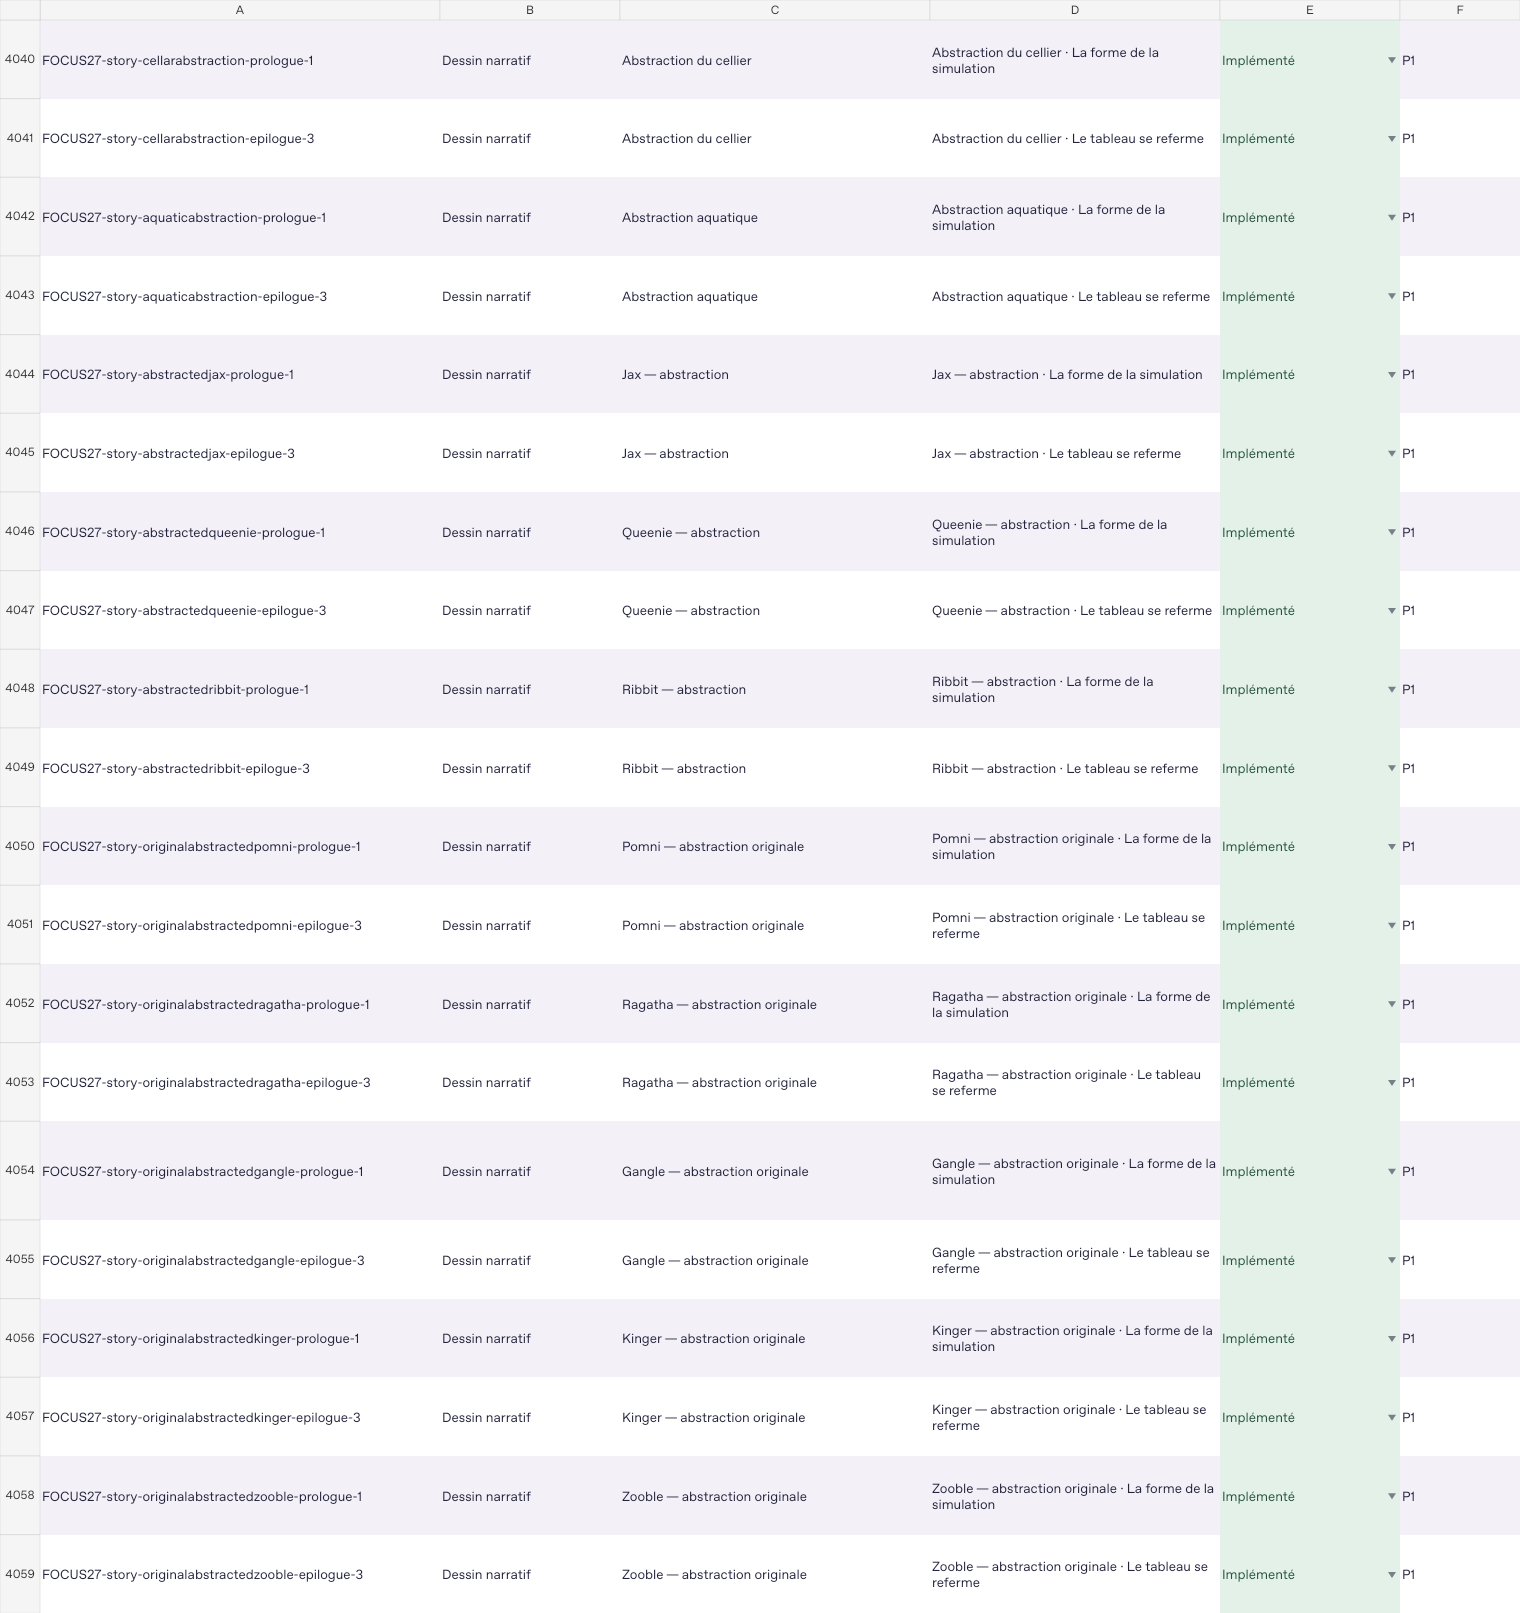 A B C D E F
4040 FOCUS27-story-cellarabstraction-prologue-1 Dessin narratif Abstraction du cellier Abstraction du cellier · La forme de la
simulation Implémenté P1
4041 FOCUS27-story-cellarabstraction-epilogue-3 Dessin narratif Abstraction du cellier Abstraction du cellier · Le tableau se referme Implémenté P1
4042 FOCUS27-story-aquaticabstraction-prologue-1 Dessin narratif Abstraction aquatique Abstraction aquatique · La forme de la
simulation Implémenté P1
4043 FOCUS27-story-aquaticabstraction-epilogue-3 Dessin narratif Abstraction aquatique Abstraction aquatique · Le tableau se referme Implémenté P1
4044 FOCUS27-story-abstractedjax-prologue-1 Dessin narratif Jax — abstraction Jax — abstraction · La forme de la simulation Implémenté P1
4045 FOCUS27-story-abstractedjax-epilogue-3 Dessin narratif Jax — abstraction Jax — abstraction · Le tableau se referme Implémenté P1
4046 FOCUS27-story-abstractedqueenie-prologue-1 Dessin narratif Queenie — abstraction Queenie — abstraction · La forme de la
simulation Implémenté P1
4047 FOCUS27-story-abstractedqueenie-epilogue-3 Dessin narratif Queenie — abstraction Queenie — abstraction · Le tableau se referme Implémenté P1
4048 FOCUS27-story-abstractedribbit-prologue-1 Dessin narratif Ribbit — abstraction Ribbit — abstraction · La forme de la
simulation Implémenté P1
4049 FOCUS27-story-abstractedribbit-epilogue-3 Dessin narratif Ribbit — abstraction Ribbit — abstraction · Le tableau se referme Implémenté P1
4050 FOCUS27-story-originalabstractedpomni-prologue-1 Dessin narratif Pomni — abstraction originale Pomni — abstraction originale · La forme de la
simulation Implémenté P1
4051 FOCUS27-story-originalabstractedpomni-epilogue-3 Dessin narratif Pomni — abstraction originale Pomni — abstraction originale · Le tableau se
referme Implémenté P1
4052 FOCUS27-story-originalabstractedragatha-prologue-1 Dessin narratif Ragatha — abstraction originale Ragatha — abstraction originale · La forme de
la simulation Implémenté P1
4053 FOCUS27-story-originalabstractedragatha-epilogue-3 Dessin narratif Ragatha — abstraction originale Ragatha — abstraction originale · Le tableau
se referme Implémenté P1
4054 FOCUS27-story-originalabstractedgangle-prologue-1 Dessin narratif Gangle — abstraction originale Gangle — abstraction originale · La forme de la
simulation Implémenté P1
4055 FOCUS27-story-originalabstractedgangle-epilogue-3 Dessin narratif Gangle — abstraction originale Gangle — abstraction originale · Le tableau se
referme Implémenté P1
4056 FOCUS27-story-originalabstractedkinger-prologue-1 Dessin narratif Kinger — abstraction originale Kinger — abstraction originale · La forme de la
simulation Implémenté P1
4057 FOCUS27-story-originalabstractedkinger-epilogue-3 Dessin narratif Kinger — abstraction originale Kinger — abstraction originale · Le tableau se
referme Implémenté P1
4058 FOCUS27-story-originalabstractedzooble-prologue-1 Dessin narratif Zooble — abstraction originale Zooble — abstraction originale · La forme de la
simulation Implémenté P1
4059 FOCUS27-story-originalabstractedzooble-epilogue-3 Dessin narratif Zooble — abstraction originale Zooble — abstraction originale · Le tableau se
referme Implémenté P1